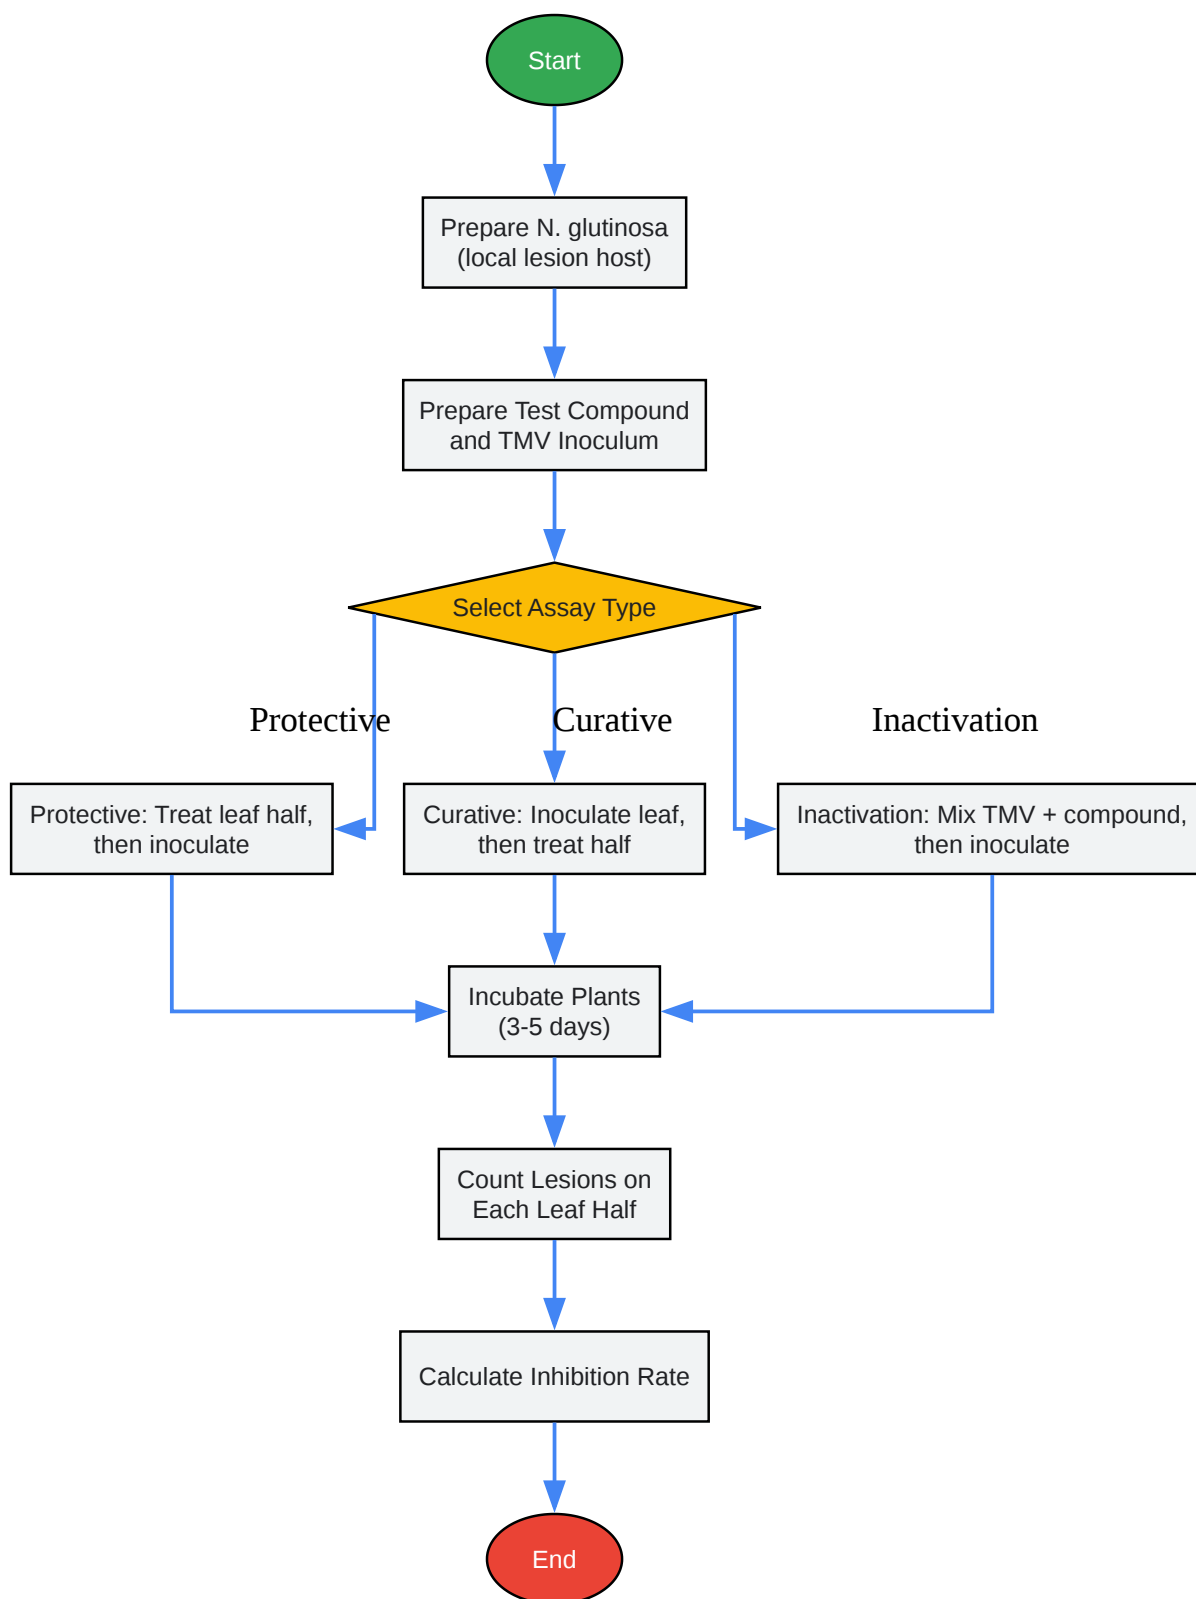 Start
Prepare N. glutinosa
(local lesion host)
Prepare Test Compound
and TMV Inoculum
Select Assay Type
Protective
Curative
Inactivation
Protective: Treat leaf half,
then inoculate
Curative: Inoculate leaf,
then treat half
Inactivation: Mix TMV + compound,
then inoculate
Incubate Plants
(3-5 days)
Count Lesions on
Each Leaf Half
Calculate Inhibition Rate
End